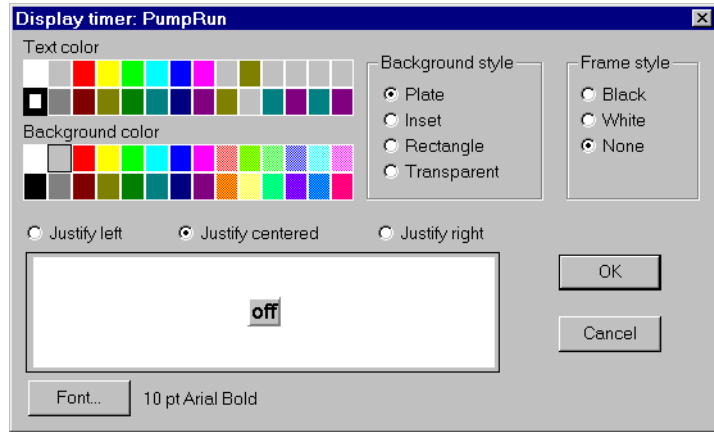 Display timer: PumpRun
Text color
Background color
Background style
Plate
Inset
Rectangle
Transparent
Frame style
Black
White
None
Justify left
Justify centered
Justify right
off
OK
Cancel
Font...
10 pt Arial Bold